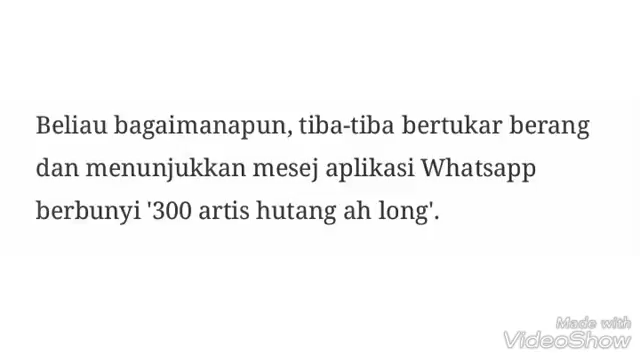 Beliau bagaimanapun, tiba-tiba bertukar berang
dan menunjukkan mesej aplikasi Whatsapp
berbunyi '300 artis hutang ah long'.
Made with
VideoShow